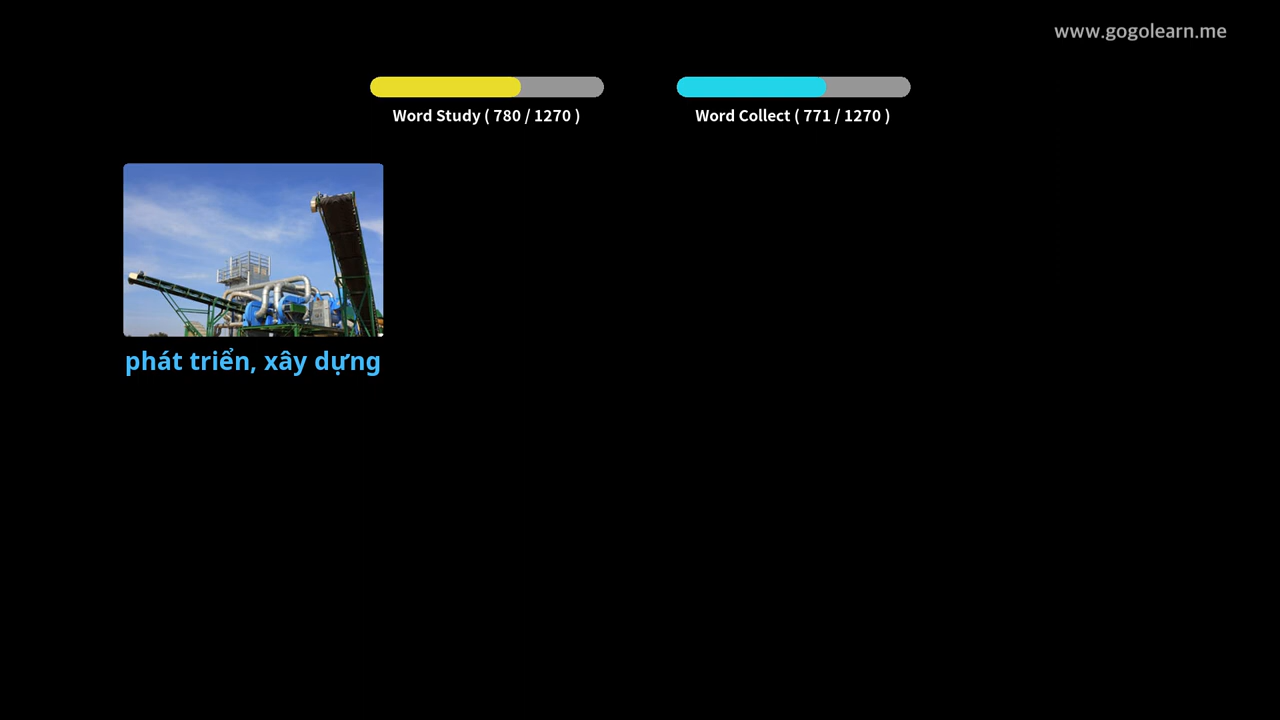 www.gogolearn.me
Word Study ( 780 / 1270 )
Word Collect ( 771 / 1270 )
phát triển, xây dựng